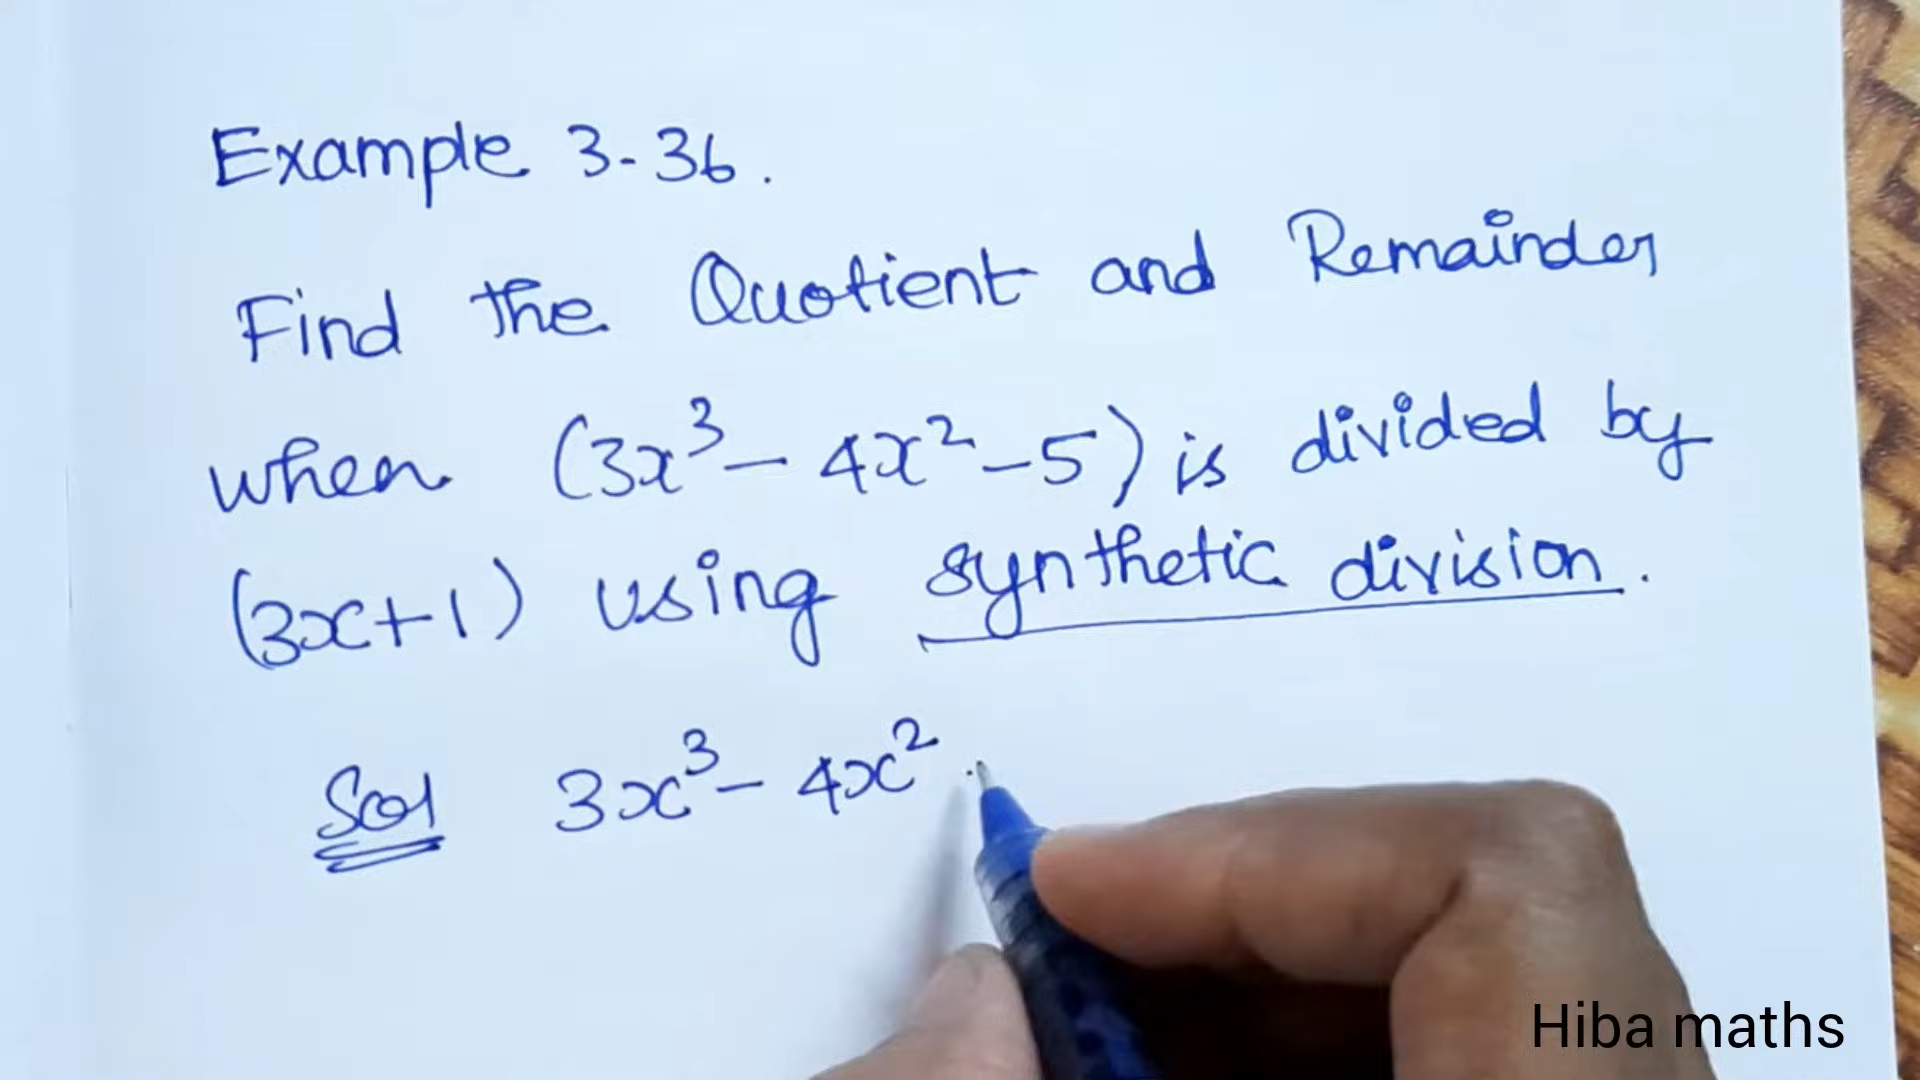 Example 3-36.
Find the Quotient and Remainder
when (3x³ - 4x² - 5) is divided by
(3x+1) using synthetic division.
Sol 3x³ - 4x²
Hiba maths